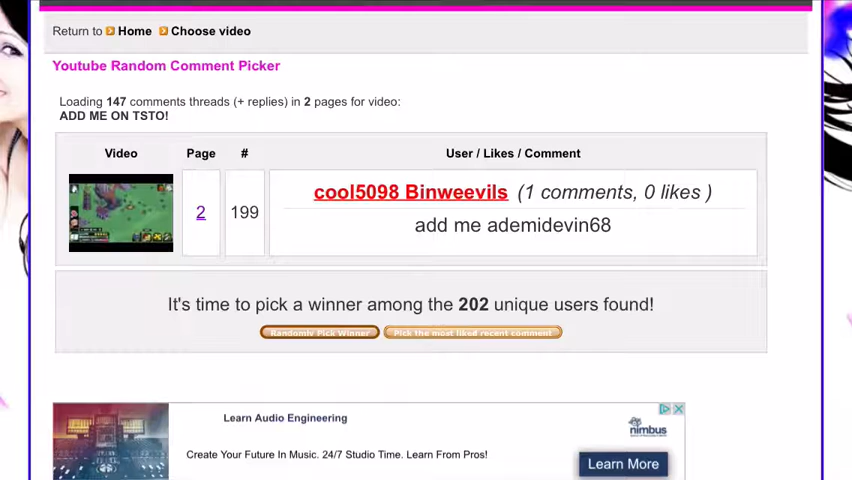 Return to Home Choose video
Youtube Random Comment Picker
Loading 147 comments threads (+ replies) in 2 pages for video:
ADD ME ON TSTO!
Video Page # User / Likes / Comment
2 199 cool5098 Binweevils (1 comments, 0 likes )
add me ademidevin68
It's time to pick a winner among the 202 unique users found!
Randomly Pick Winner Pick the most liked recent comment
Learn Audio Engineering
nimbus
Create Your Future In Music. 24/7 Studio Time. Learn From Pros!
Learn More